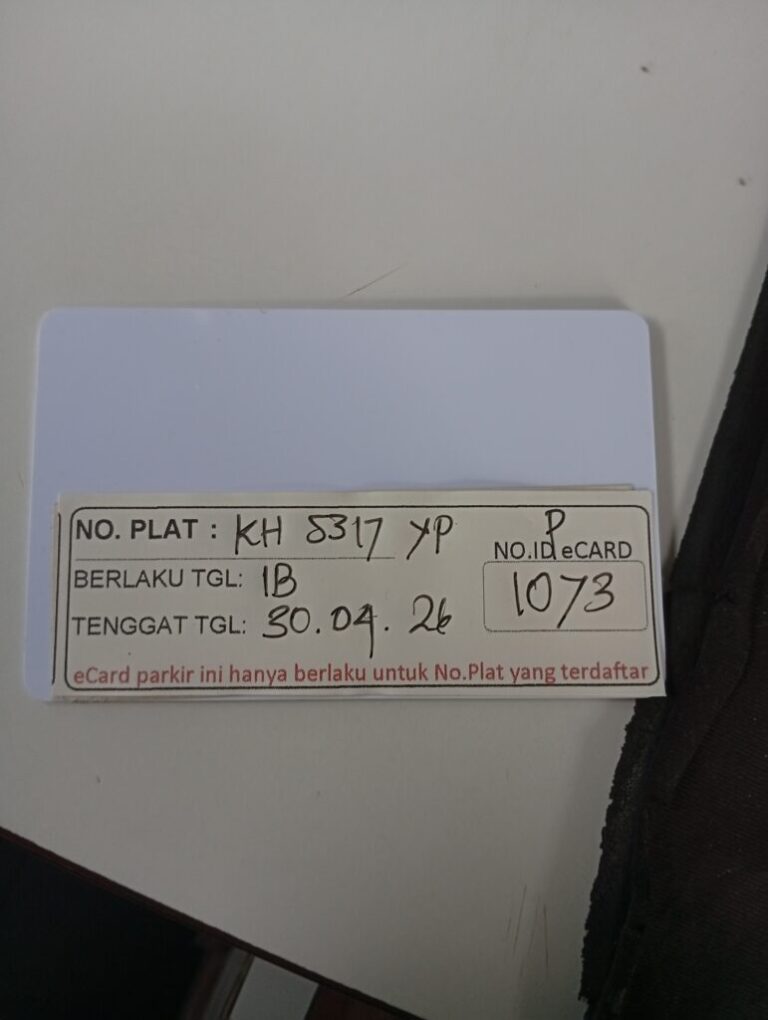 NO. PLAT : KH 5317 YP
P
NO.ID eCARD
BERLAKU TGL: 1B
1073
TENGGAT TGL: 30.04.26
eCard parkir ini hanya berlaku untuk No.Plat yang terdaftar